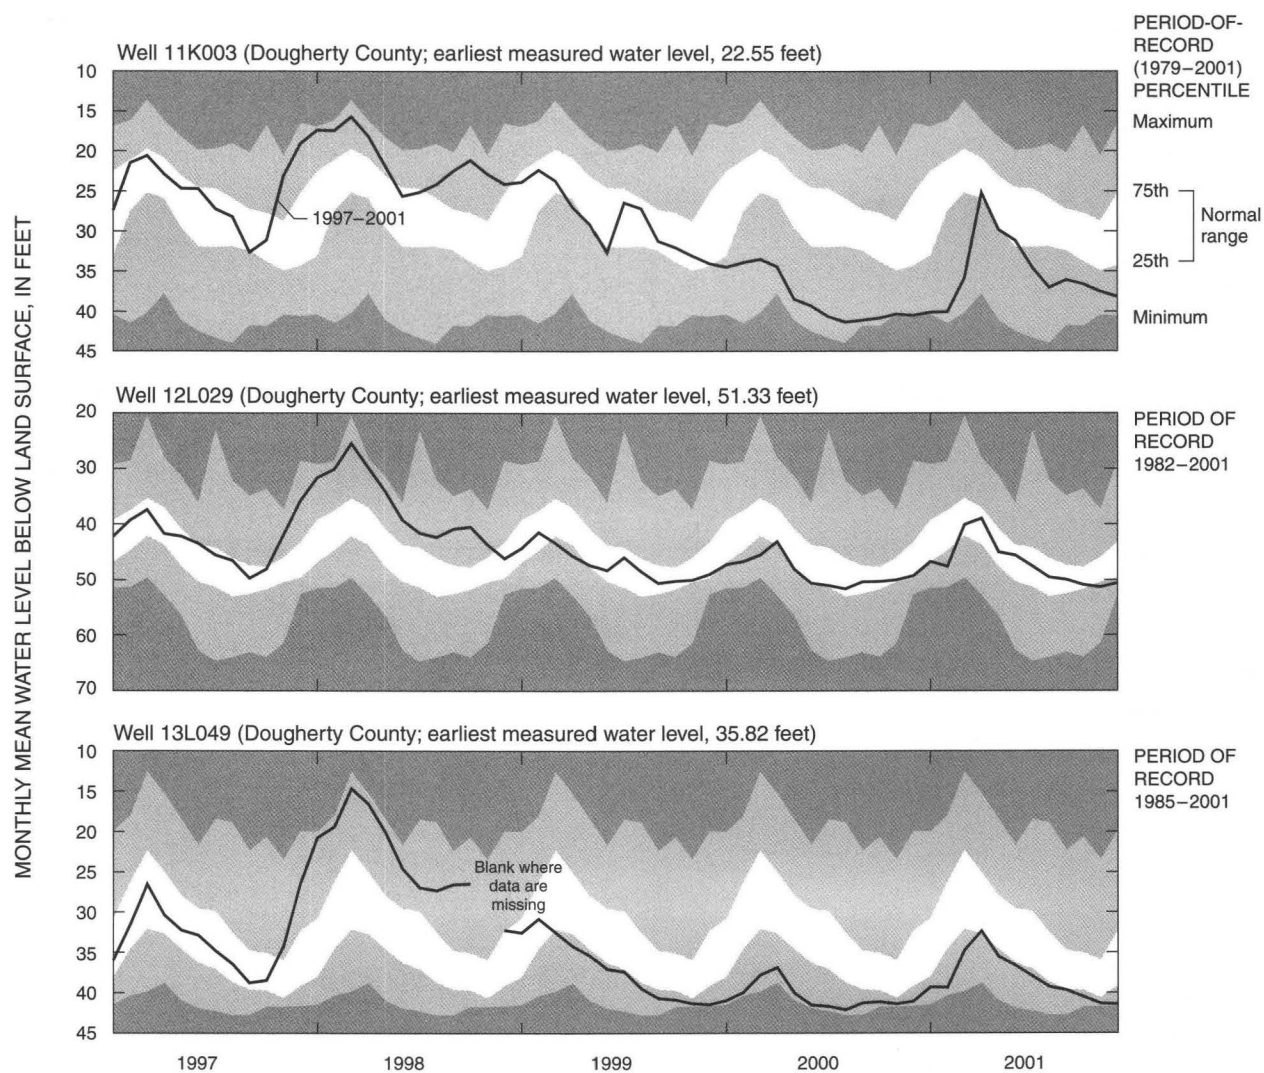 PERIOD-OF-
RECORD
(1979–2001)
PERCENTILE
Well 11K003 (Dougherty County; earliest measured water level, 22.55 feet)
10
15
20
25
30
35
40
45
1997–2001
Maximum
75th
Normal
range
25th
Minimum
MONTHLY MEAN WATER LEVEL BELOW LAND SURFACE, IN FEET
Well 12L029 (Dougherty County; earliest measured water level, 51.33 feet)
20
30
40
50
60
70
PERIOD OF
RECORD
1982–2001
Well 13L049 (Dougherty County; earliest measured water level, 35.82 feet)
10
15
20
25
30
35
40
45
Blank where
data are
missing
PERIOD OF
RECORD
1985–2001
1997 1998 1999 2000 2001